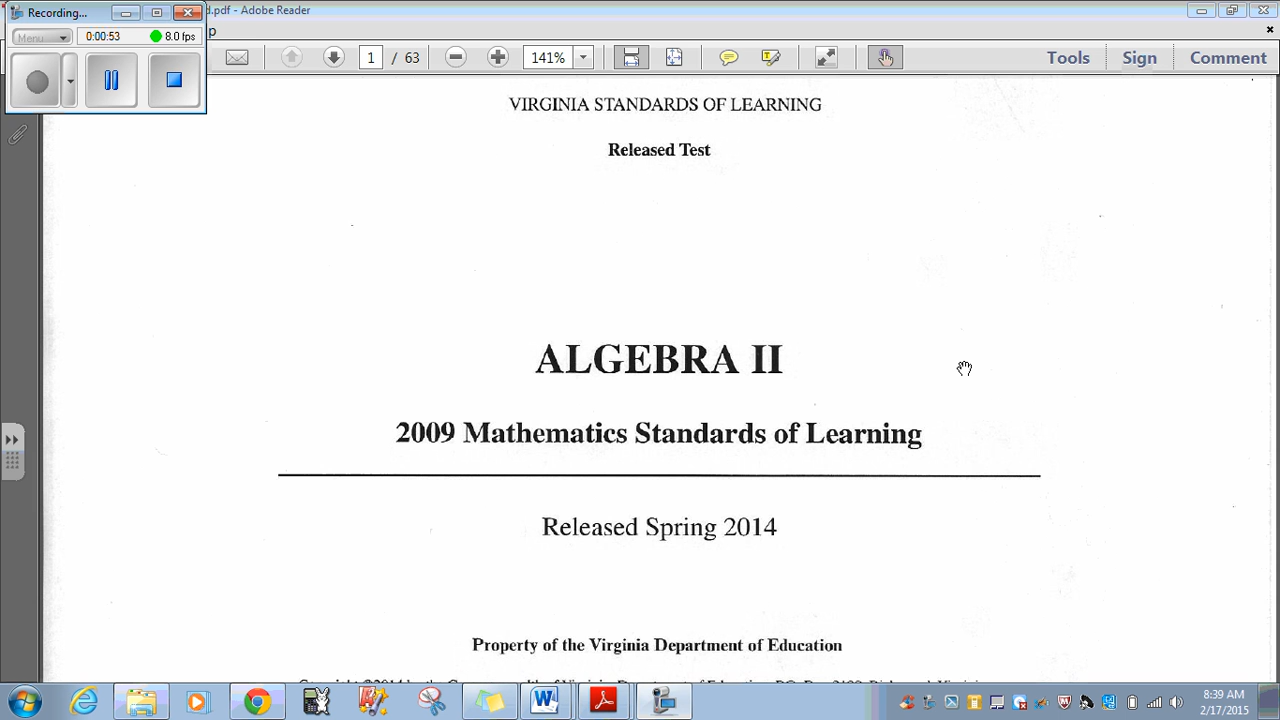 Recording...
d.pdf - Adobe Reader
Menu
0:00:53
8.0 fps
p
1 / 63
141%
Tools
Sign
Comment
VIRGINIA STANDARDS OF LEARNING
Released Test
ALGEBRA II
2009 Mathematics Standards of Learning
Released Spring 2014
Property of the Virginia Department of Education
8:39 AM
2/17/2015